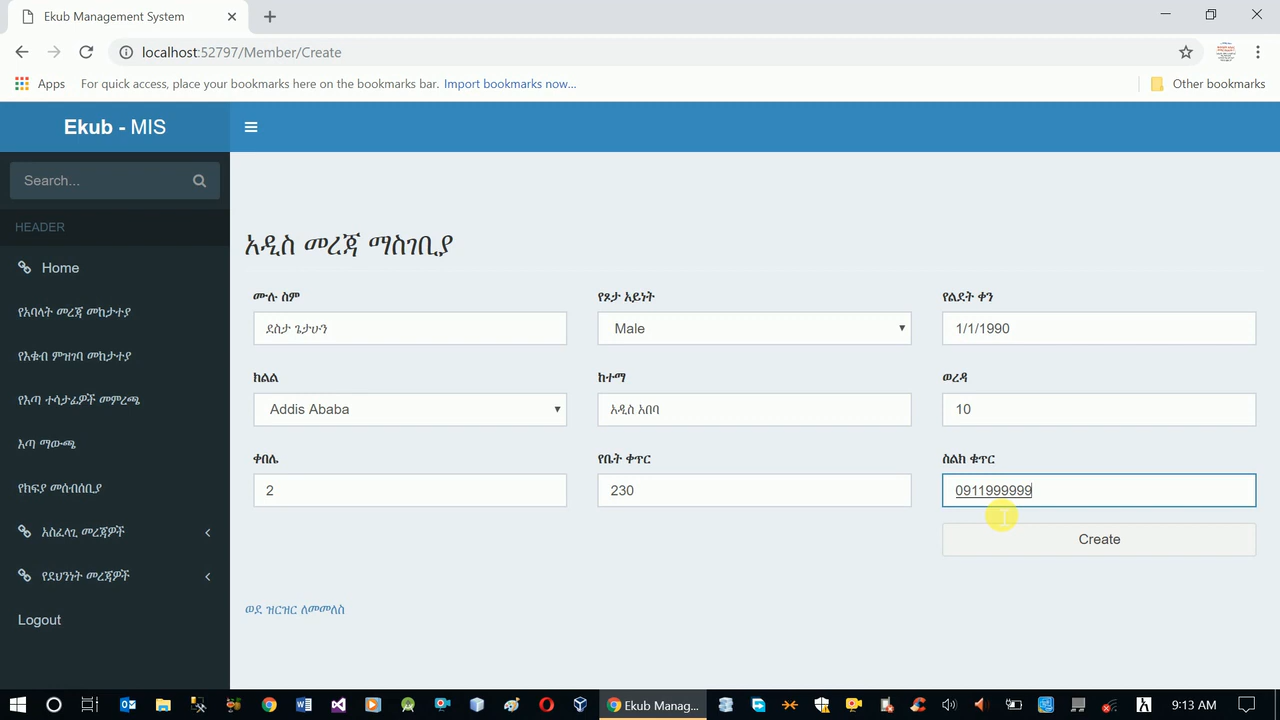 Ekub Management System
localhost:52797/Member/Create
Apps For quick access, place your bookmarks here on the bookmarks bar. Import bookmarks now... Other bookmarks
Ekub - MIS
Search...
HEADER
Home
የአባላት መረጃ መከታተያ
የእቁብ ምዝገባ መከታተያ
የእጣ ተሳታፊዎች መምረጫ
እጣ ማውጫ
የክፍያ መሰብሰቢያ
አስፈላጊ መረጃዎች
የደህንነት መረጃዎች
Logout
አዲስ መረጃ ማስገቢያ
ሙሉ ስም የጾታ አይነት የልደት ቀን
ደስታ ጌታሁን Male 1/1/1990
ክልል ከተማ ወረዳ
Addis Ababa አዲስ አበባ 10
ቀበሌ የቤት ቀጥር ስልክ ቁጥር
2 230 0911999999
Create
ወደ ዝርዝር ለመመለስ
Ekub Manag... 9:13 AM